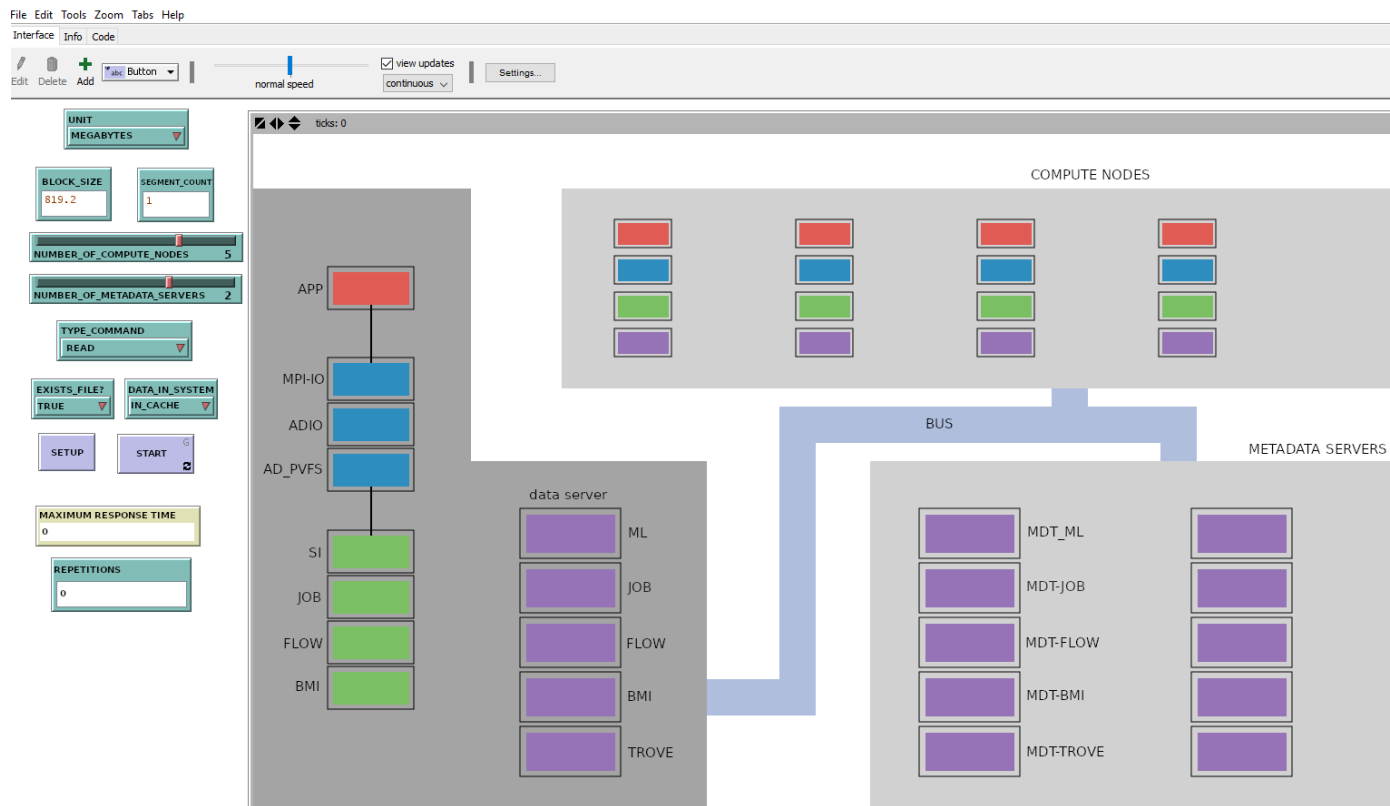 File Edit Tools Zoom Tabs Help
Interface Info Code
Edit Delete Add abc Button normal speed view updates continuous Settings...
ticks: 0
UNIT
MEGABYTES
BLOCK_SIZE
819.2
SEGMENT_COUNT
1
NUMBER_OF_COMPUTE_NODES 5
NUMBER_OF_METADATA_SERVERS 2
TYPE_COMMAND
READ
EXISTS_FILE?
TRUE
DATA_IN_SYSTEM
IN_CACHE
SETUP
START G
MAXIMUM RESPONSE TIME
0
REPETITIONS
0
APP
MPI-IO
ADIO
AD_PVFS
SI
JOB
FLOW
BMI
data server
ML
JOB
FLOW
BMI
TROVE
COMPUTE NODES
BUS
METADATA SERVERS
MDT_ML
MDT-JOB
MDT-FLOW
MDT-BMI
MDT-TROVE